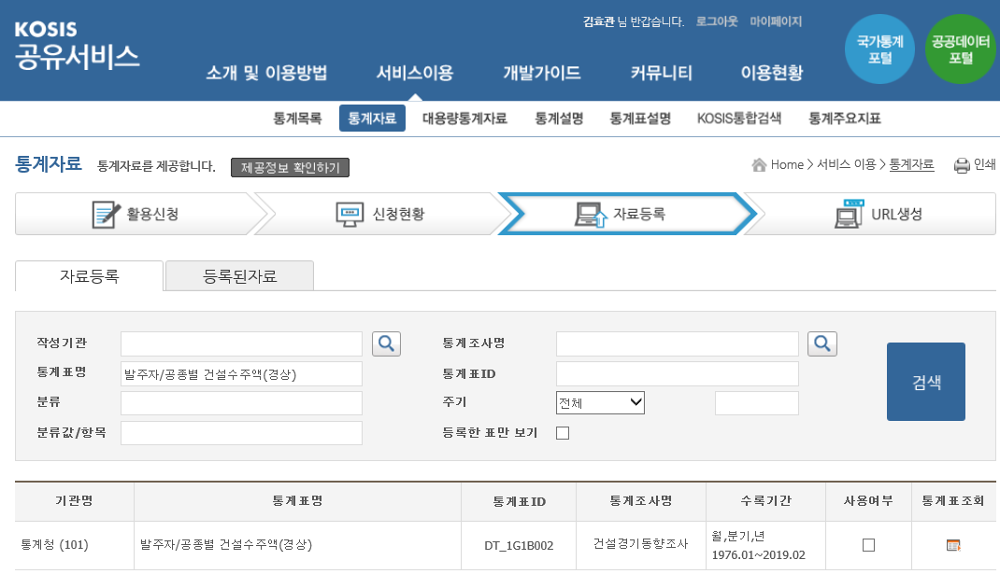 KOSIS
공유서비스
김효관 님 반갑습니다. 로그아웃 마이페이지
국가통계
포털
공공데이터
포털
소개 및 이용방법 서비스이용 개발가이드 커뮤니티 이용현황
통계목록 통계자료 대용량통계자료 통계설명 통계표설명 KOSIS통합검색 통계주요지표
통계자료 통계자료를 제공합니다. 제공정보 확인하기 Home > 서비스 이용 > 통계자료 인쇄
활용신청 신청현황 자료등록 URL생성
자료등록 등록된자료
작성기관 통계조사명
통계표명 발주자/공종별 건설수주액(경상) 통계표ID
분류 주기 전체
분류값/항목 등록한 표만 보기
검색
기관명 통계표명 통계표ID 통계조사명 수록기간 사용여부 통계표조회
통계청 (101) 발주자/공종별 건설수주액(경상) DT_1G1B002 건설경기동향조사 월,분기,년
1976.01~2019.02